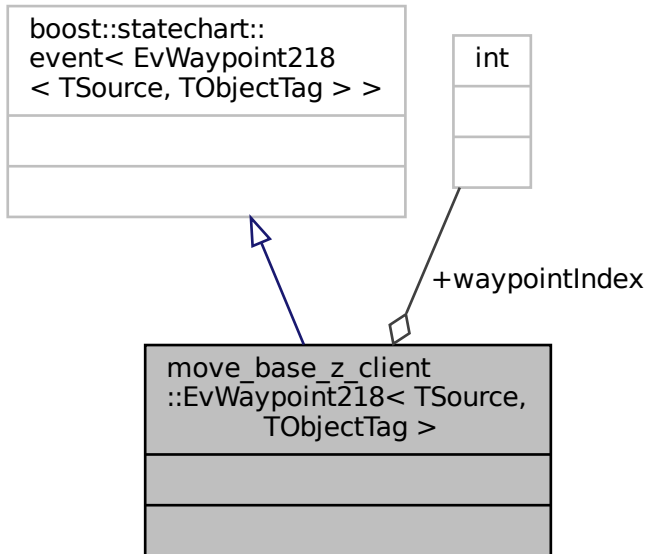 boost::statechart::
event< EvWaypoint218
< TSource, TObjectTag > >
int
+waypointIndex
move_base_z_client
::EvWaypoint218< TSource,
TObjectTag >